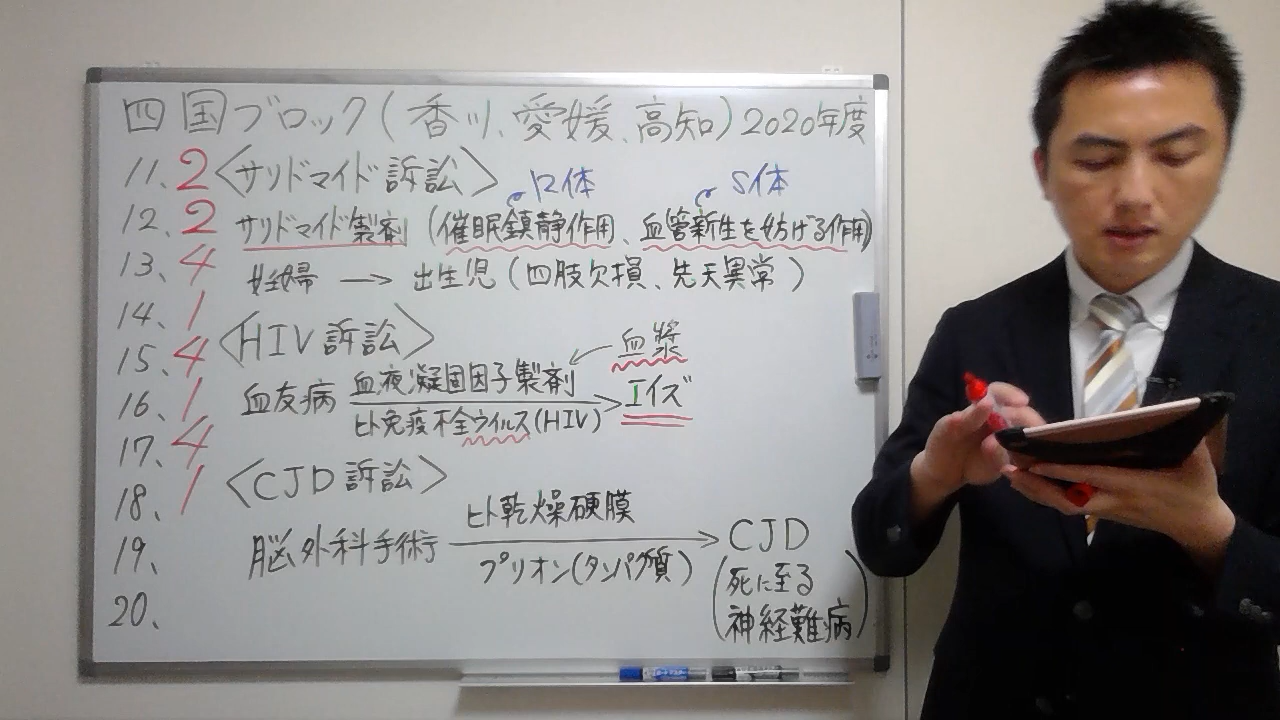 四国ブロック(香川、愛媛、高知)2020年度
11、2
12、2
13、4
14、1
15、4
16、1
17、4
18、1
19、
20、
〈サリドマイド訴訟〉
R体
S体
サリドマイド製剤(催眠鎮静作用、血管新生を妨げる作用)
妊婦→出生児(四肢欠損、先天異常)
〈HIV訴訟〉
血漿
血友病 血液凝固因子製剤→エイズ
ヒト免疫不全ウイルス(HIV)
〈CJD訴訟〉
ヒト乾燥硬膜
脳外科手術→CJD
プリオン(タンパク質)
(死に至る
神経難病)